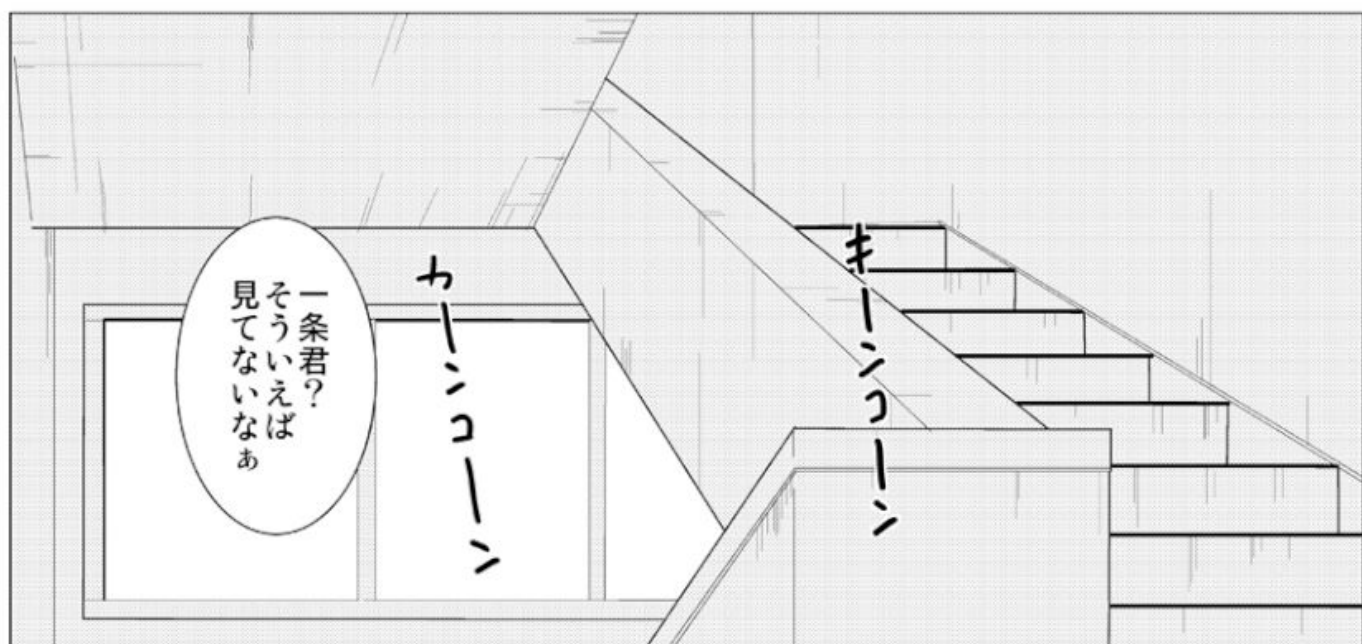 キーンコーン
カーンコーン
一条君？
そういえば
見てないなぁ